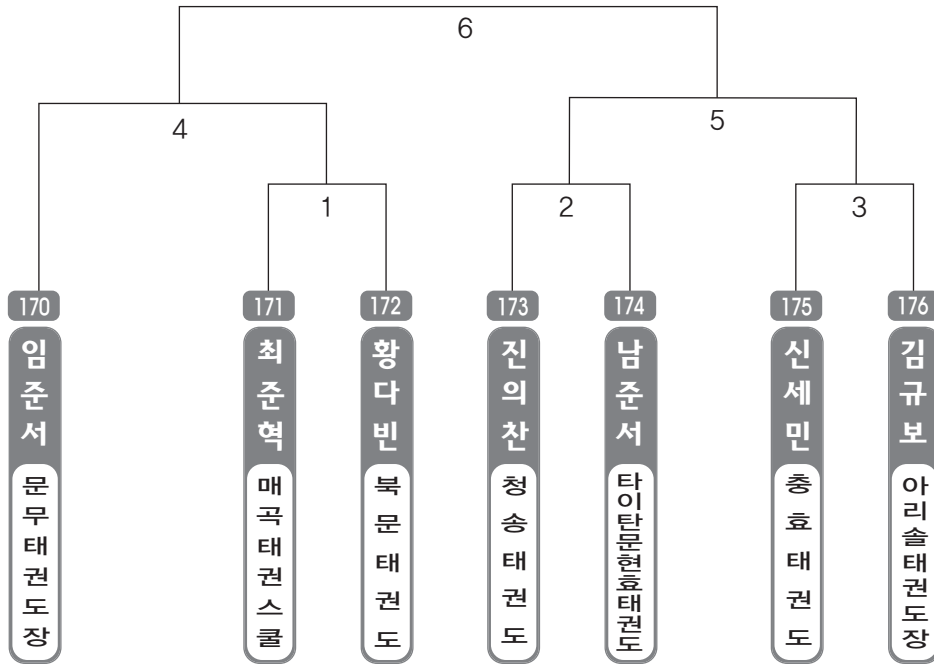 6
4
5
1
2
3
170
171
172
173
174
175
176
임준서
최준혁
황다빈
진의찬
남준서
신세민
김규보
문무태권도장
매곡태권스쿨
북문태권도
청송태권도
타이탄문현효태권도
충효태권도
아리솔태권도장